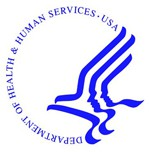 DEPARTMENT OF HEALTH & HUMAN SERVICES · USA